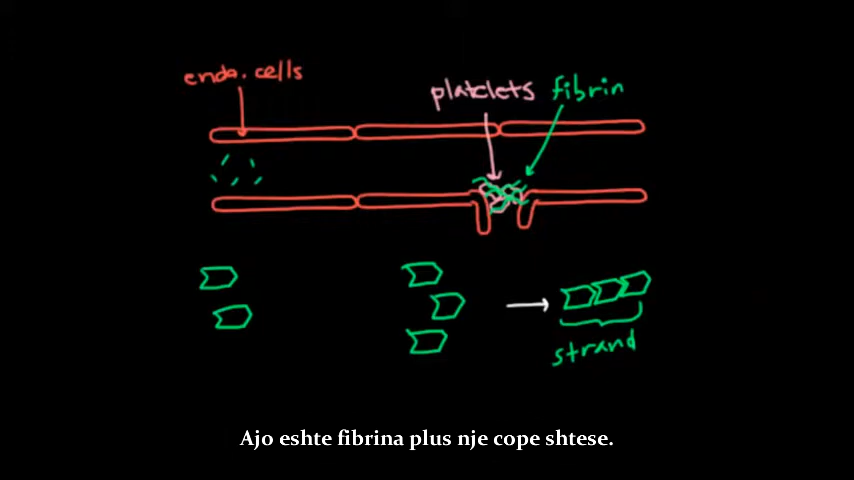 endo.cells
platelets fibrin
strand
Ajo eshte fibrina plus nje cope shtese.